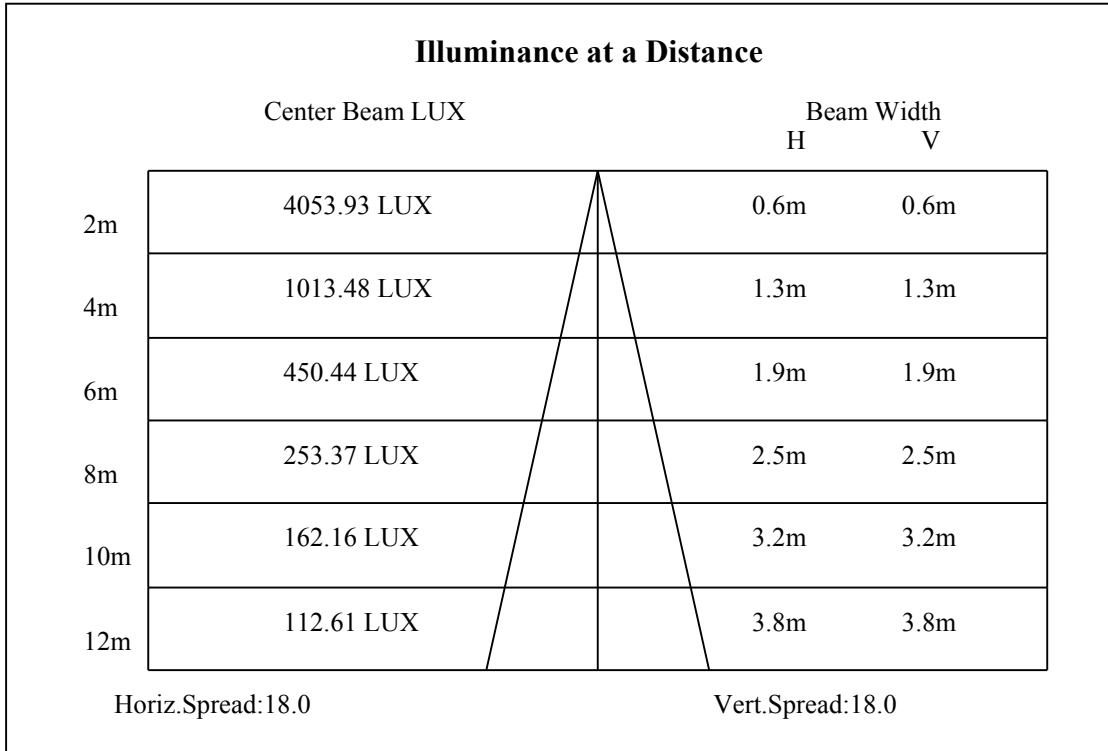 Illuminance at a Distance
Center Beam LUX Beam Width
H V
2m 4053.93 LUX 0.6m 0.6m
4m 1013.48 LUX 1.3m 1.3m
6m 450.44 LUX 1.9m 1.9m
8m 253.37 LUX 2.5m 2.5m
10m 162.16 LUX 3.2m 3.2m
12m 112.61 LUX 3.8m 3.8m
Horiz.Spread:18.0 Vert.Spread:18.0